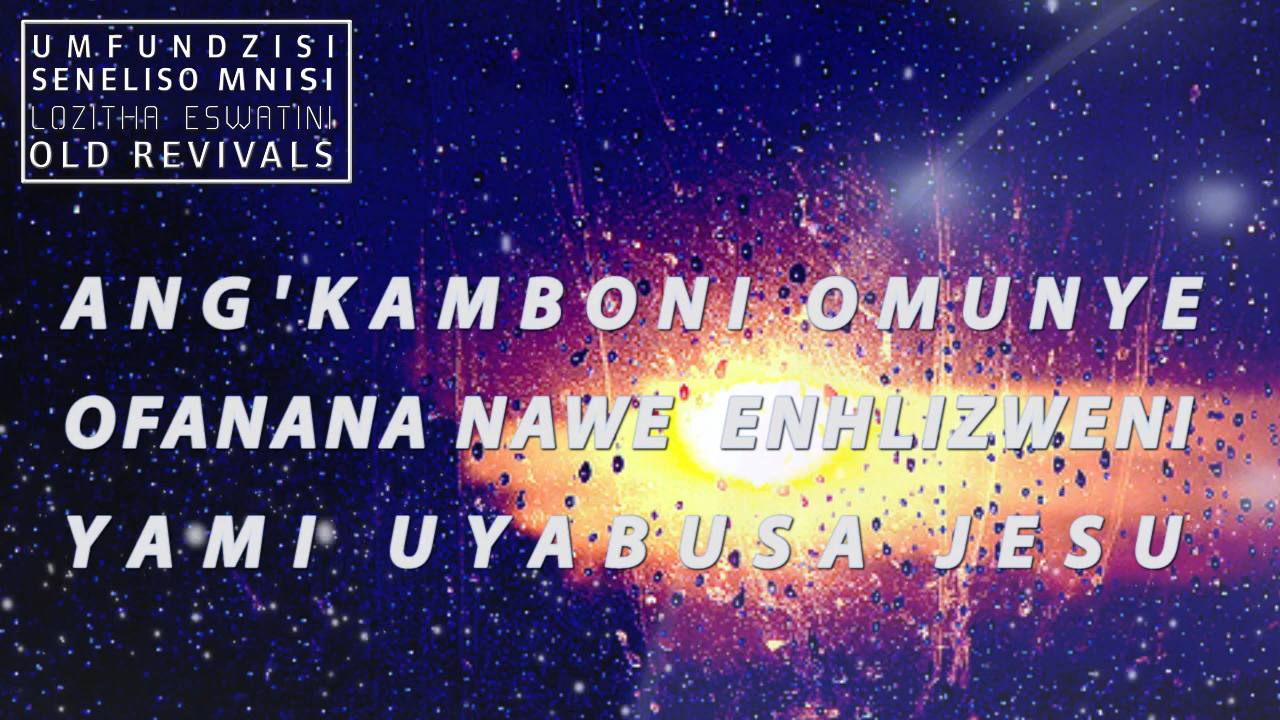 UMFUNDZISI
SENELISO MNISI
LOZITHA ESWATINI
OLD REVIVALS
ANG'KAMBONI OMUNYE
OFANANA NAWE ENHLIZWENI
YAMI UYABUSA JESU